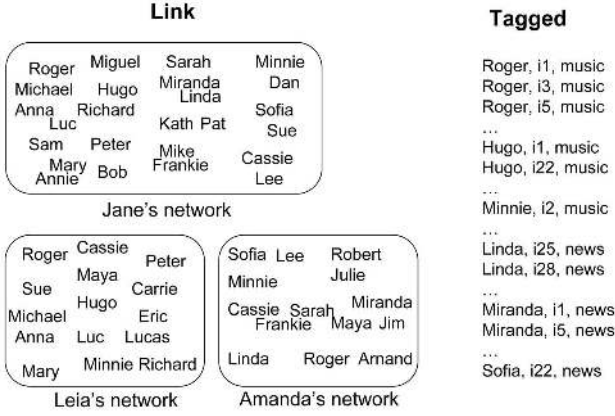 Link
Roger Miguel Sarah Minnie
Michael Hugo Miranda Dan
Linda
Anna Richard Sofia
Luc Kath Pat Sue
Sam Peter Mike
Mary Bob Frankie Cassie
Annie Lee
Jane's network
Roger Cassie Peter
Maya
Sue Carrie
Hugo
Michael Eric
Anna Luc Lucas
Mary Minnie Richard
Leia's network
Sofia Lee Robert
Minnie Julie
Cassie Sarah Miranda
Frankie Maya Jim
Linda Roger Amand
Amanda's network
Tagged
Roger, i1, music
Roger, i3, music
Roger, i5, music
...
Hugo, i1, music
Hugo, i22, music
...
Minnie, i2, music
...
Linda, i25, news
Linda, i28, news
...
Miranda, i1, news
Miranda, i5, news
...
Sofia, i22, news